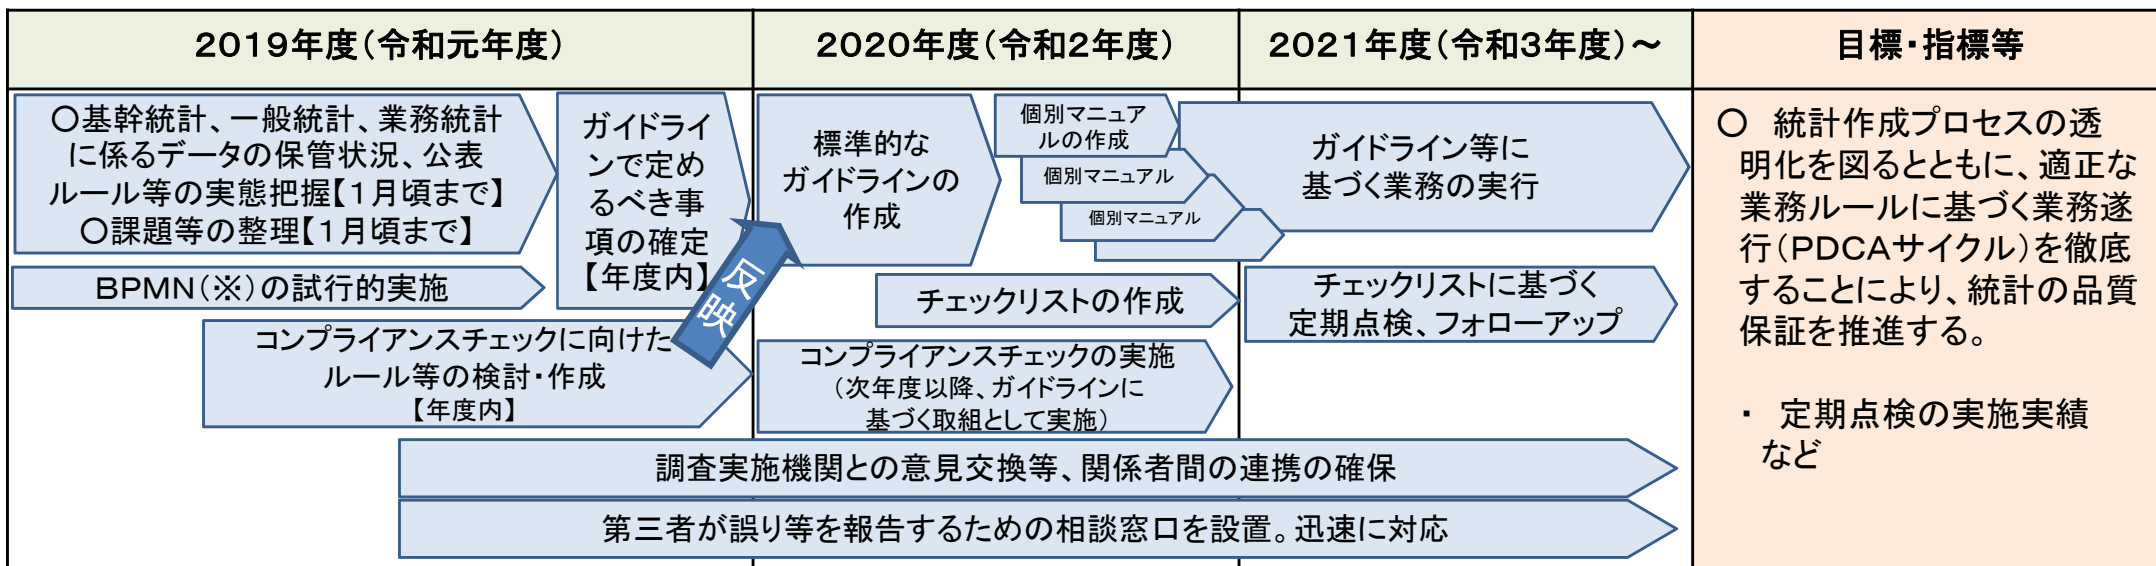 2019年度(令和元年度)
2020年度(令和2年度)
2021年度(令和3年度)~
目標・指標等
〇基幹統計、一般統計、業務統計
に係るデータの保管状況、公表
ルール等の実態把握【1月頃まで】
〇課題等の整理【1月頃まで】
BPMN(※)の試行的実施
ガイドライ
ンで定め
るべき事
項の確定
【年度内】
コンプライアンスチェックに向けた
ルール等の検討・作成
【年度内】
反映
標準的な
ガイドラインの
作成
個別マニュア
ルの作成
個別マニュアル
個別マニュアル
チェックリストの作成
コンプライアンスチェックの実施
(次年度以降、ガイドラインに
基づく取組として実施)
ガイドライン等に
基づく業務の実行
チェックリストに基づく
定期点検、フォローアップ
調査実施機関との意見交換等、関係者間の連携の確保
第三者が誤り等を報告するための相談窓口を設置。迅速に対応
〇 統計作成プロセスの透
明化を図るとともに、適正な
業務ルールに基づく業務遂
行(PDCAサイクル)を徹底
することにより、統計の品質
保証を推進する。
・ 定期点検の実施実績
など